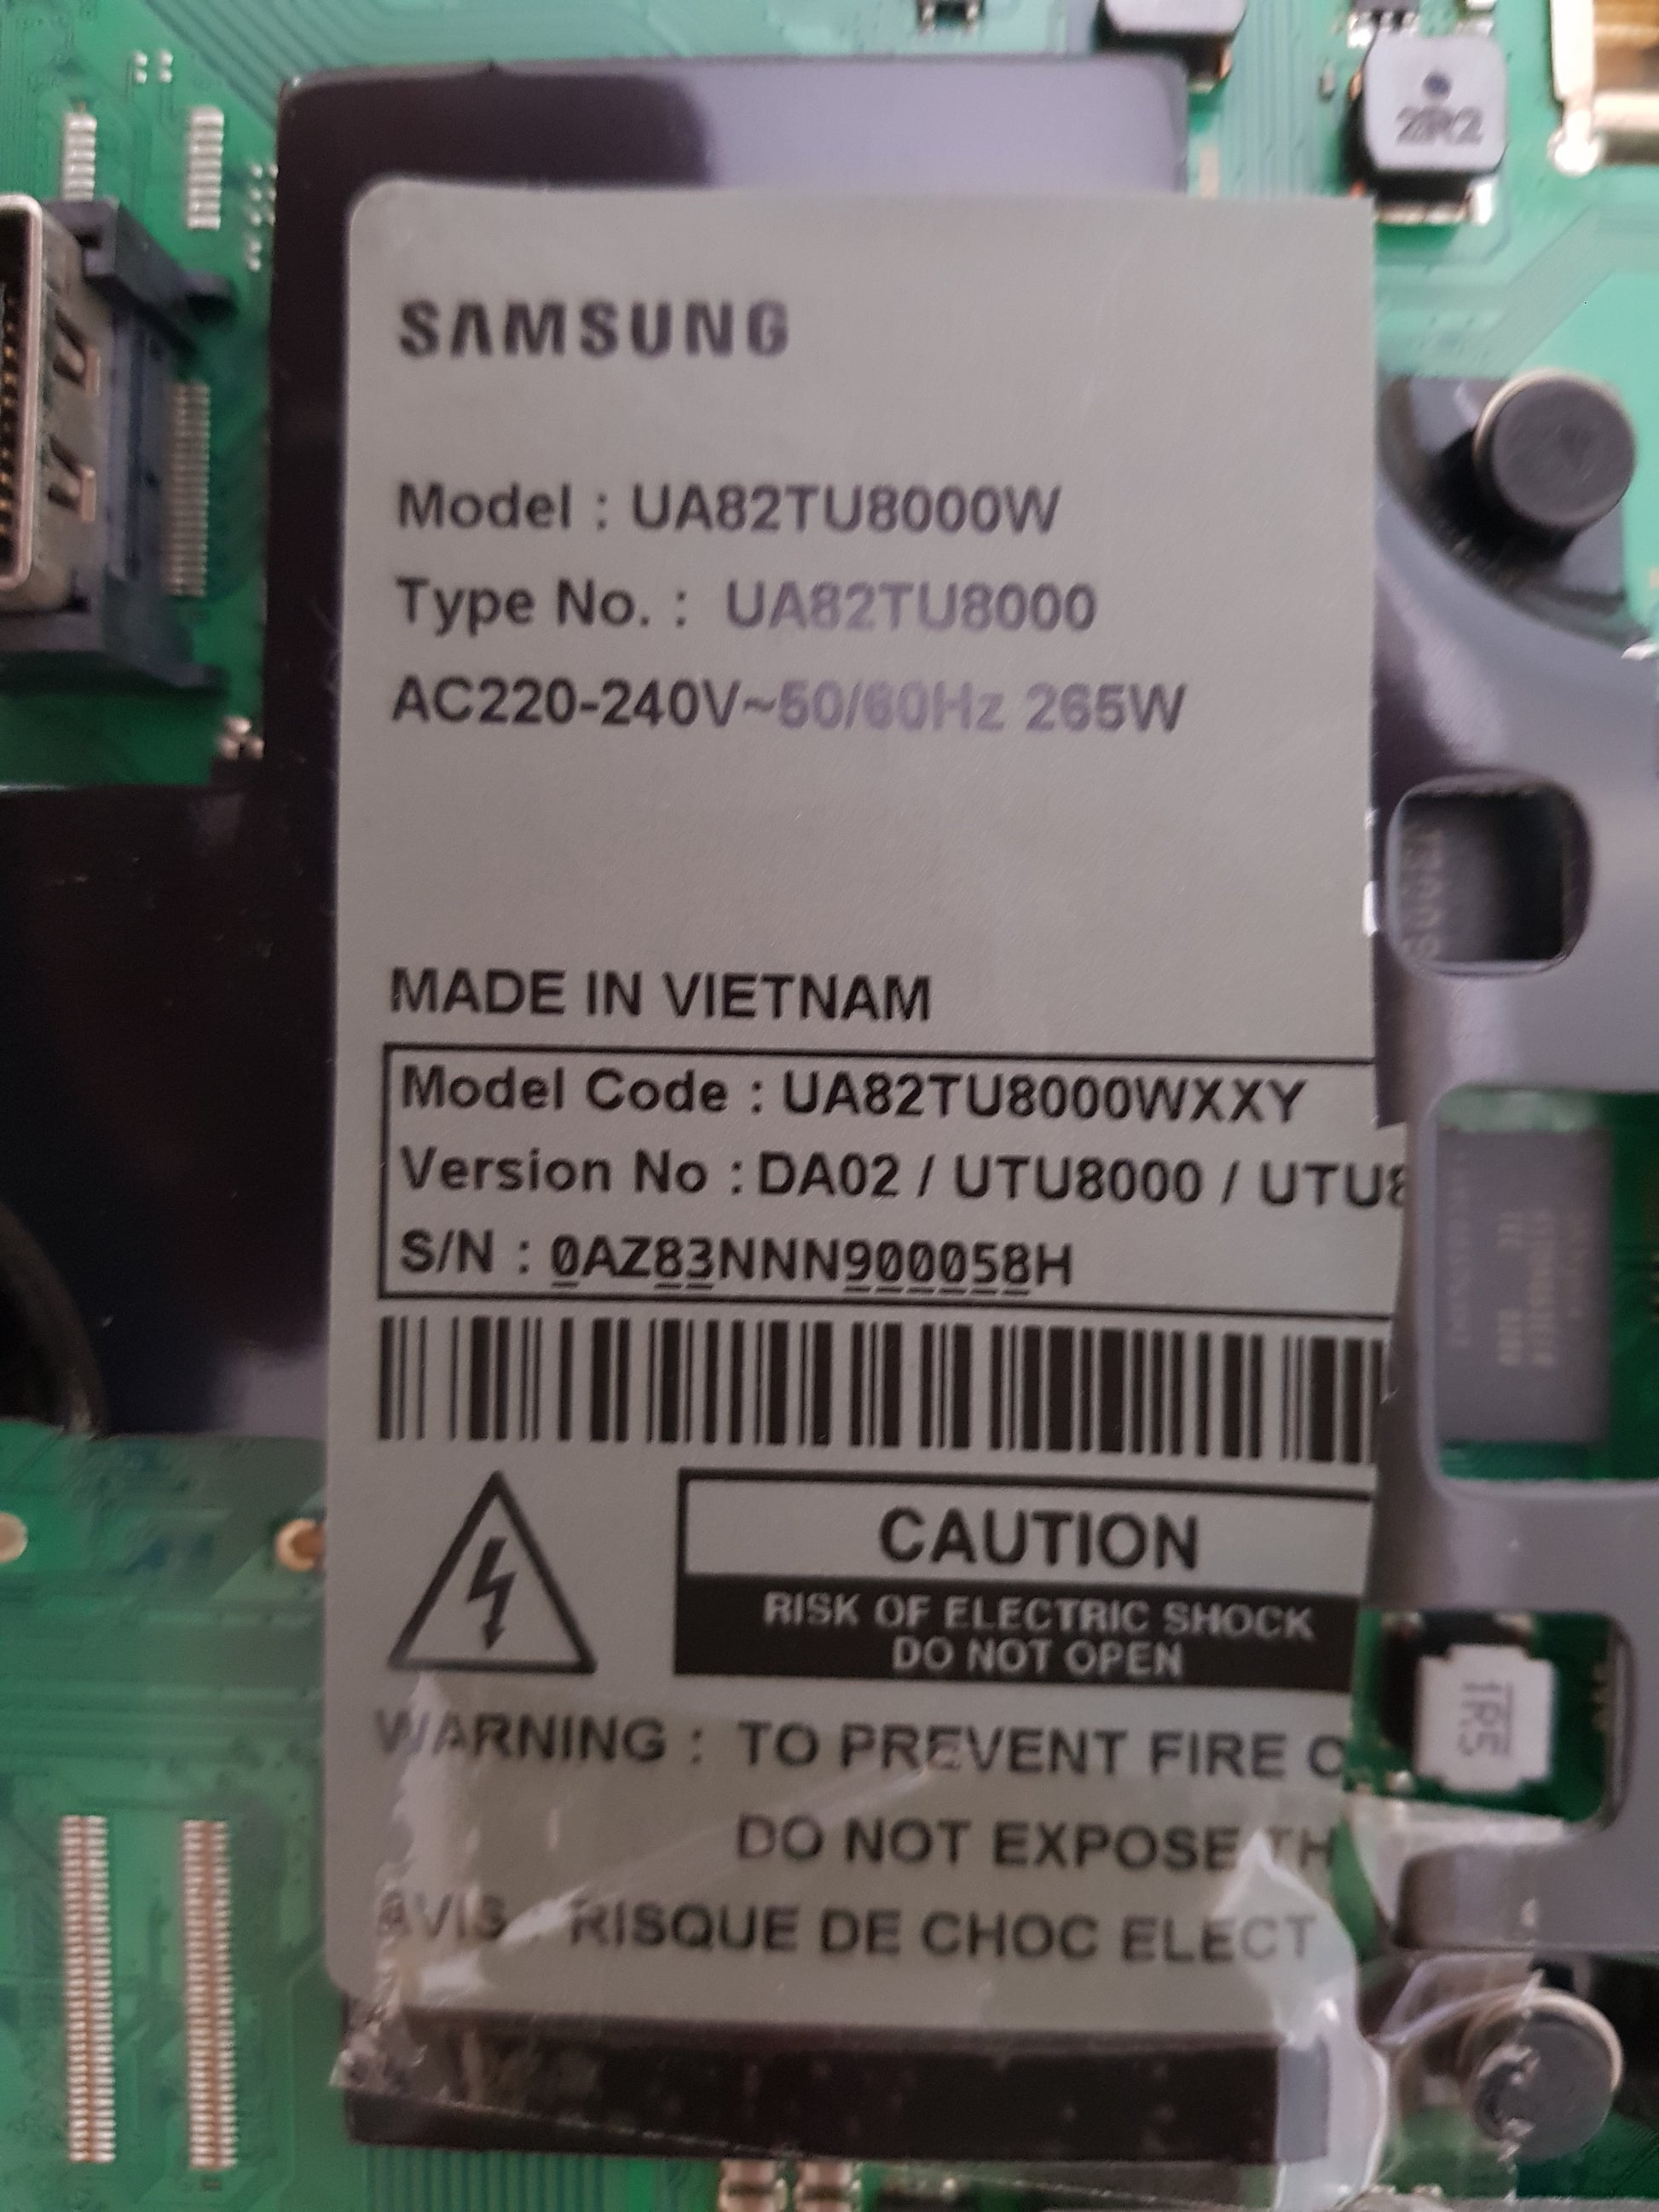 2R2
SAMSUNG
Model : UA82TU8000W
Type No. : UA82TU8000
AC220-240V~50/60Hz 265W
MADE IN VIETNAM
Model Code : UA82TU8000WXXY
Version No : DA02 / UTU8000 / UTU8
S/N : 0AZ83NNN900058H
CAUTION
RISK OF ELECTRIC SHOCK
DO NOT OPEN
1R5
WARNING : TO PREVENT FIRE O
DO NOT EXPOSE TH
AVIS : RISQUE DE CHOC ELECT